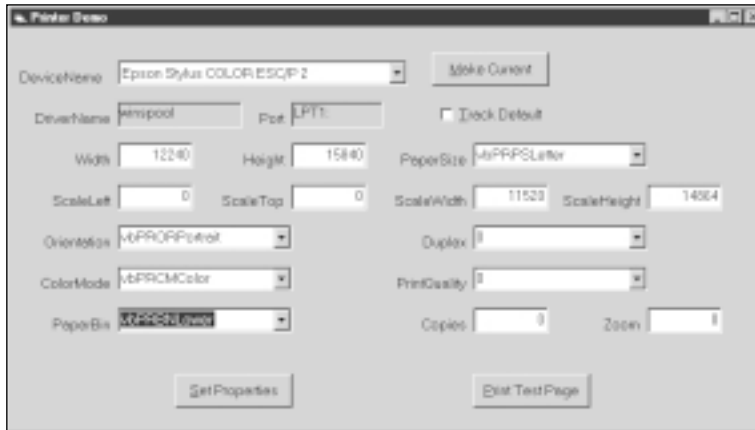 Printer Demo
DeviceName Epson Stylus COLOR ESC/P 2 Make Current
DriverName winspool Port LPT1: Track Default
Width 12240 Height 15840 PaperSize vbPRPSLetter
ScaleLeft 0 ScaleTop 0 ScaleWidth 11520 ScaleHeight
Orientation vbPRORPortrait Duplex 0
ColorMode vbPRCMColor PrintQuality 0
PaperBin vbPRBNLower Copies 0 Zoom 0
Set Properties Print Test Page